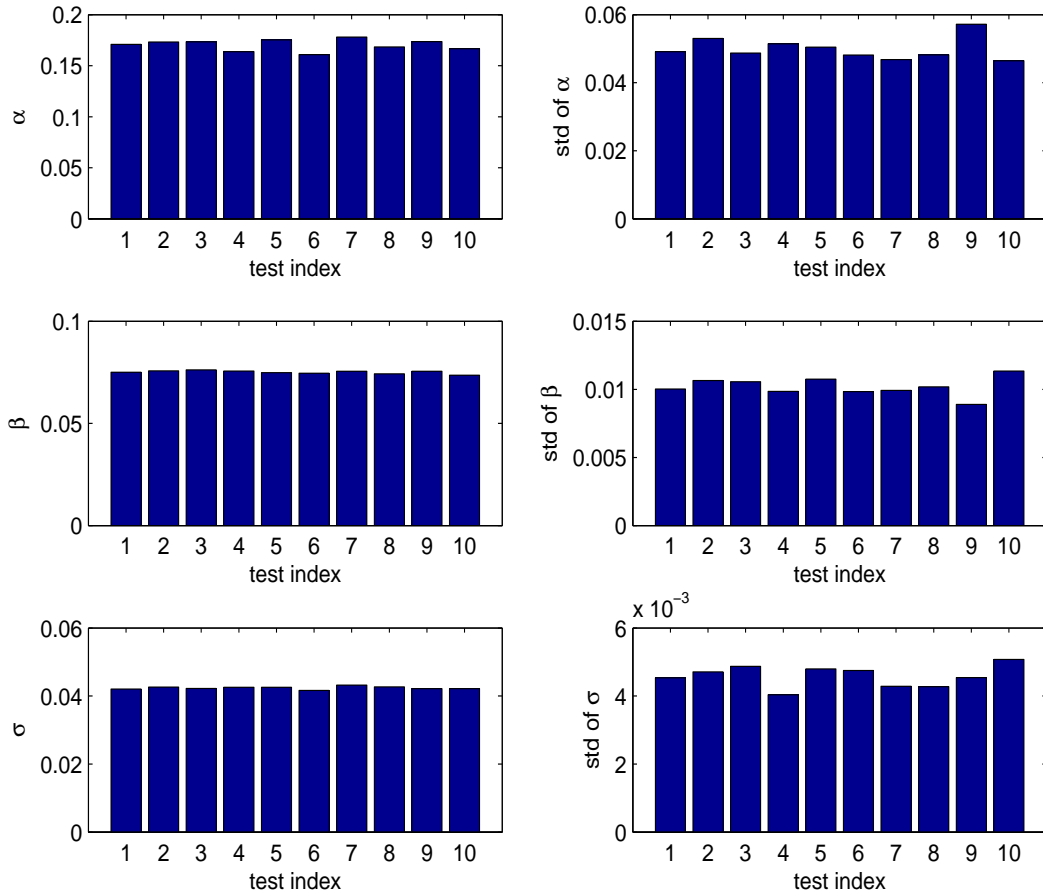 0.2
0.15
0.1
0.05
0
α
1 2 3 4 5 6 7 8 9 10
test index
0.06
0.04
0.02
0
std of α
1 2 3 4 5 6 7 8 9 10
test index
0.1
0.05
0
β
1 2 3 4 5 6 7 8 9 10
test index
0.015
0.01
0.005
0
std of β
1 2 3 4 5 6 7 8 9 10
test index
0.06
0.04
0.02
0
σ
1 2 3 4 5 6 7 8 9 10
test index
x 10⁻³
6
4
2
0
std of σ
1 2 3 4 5 6 7 8 9 10
test index